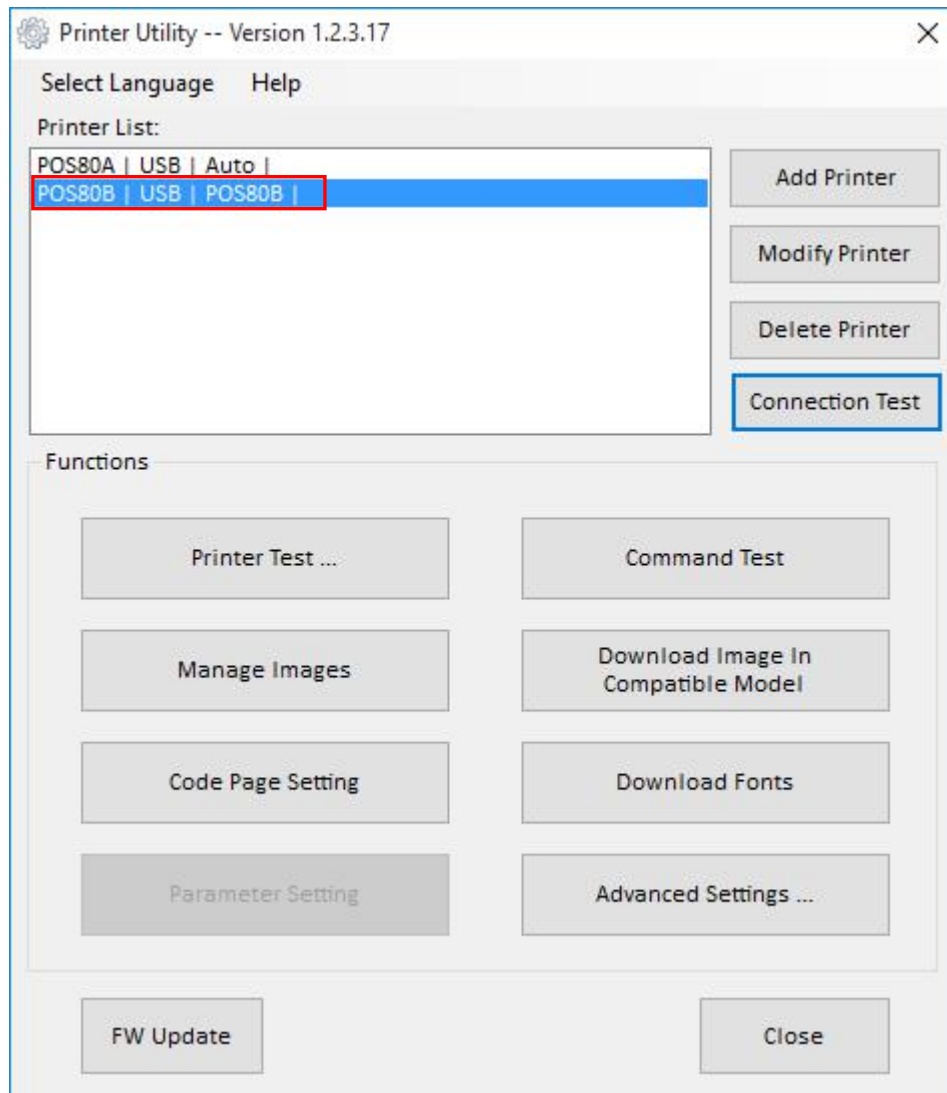 Printer Utility -- Version 1.2.3.17
Select Language Help
Printer List:
POS80A | USB | Auto |
POS80B | USB | POS80B |
Add Printer
Modify Printer
Delete Printer
Connection Test
Functions
Printer Test ...
Command Test
Manage Images
Download Image In
Compatible Model
Code Page Setting
Download Fonts
Parameter Setting
Advanced Settings ...
FW Update
Close